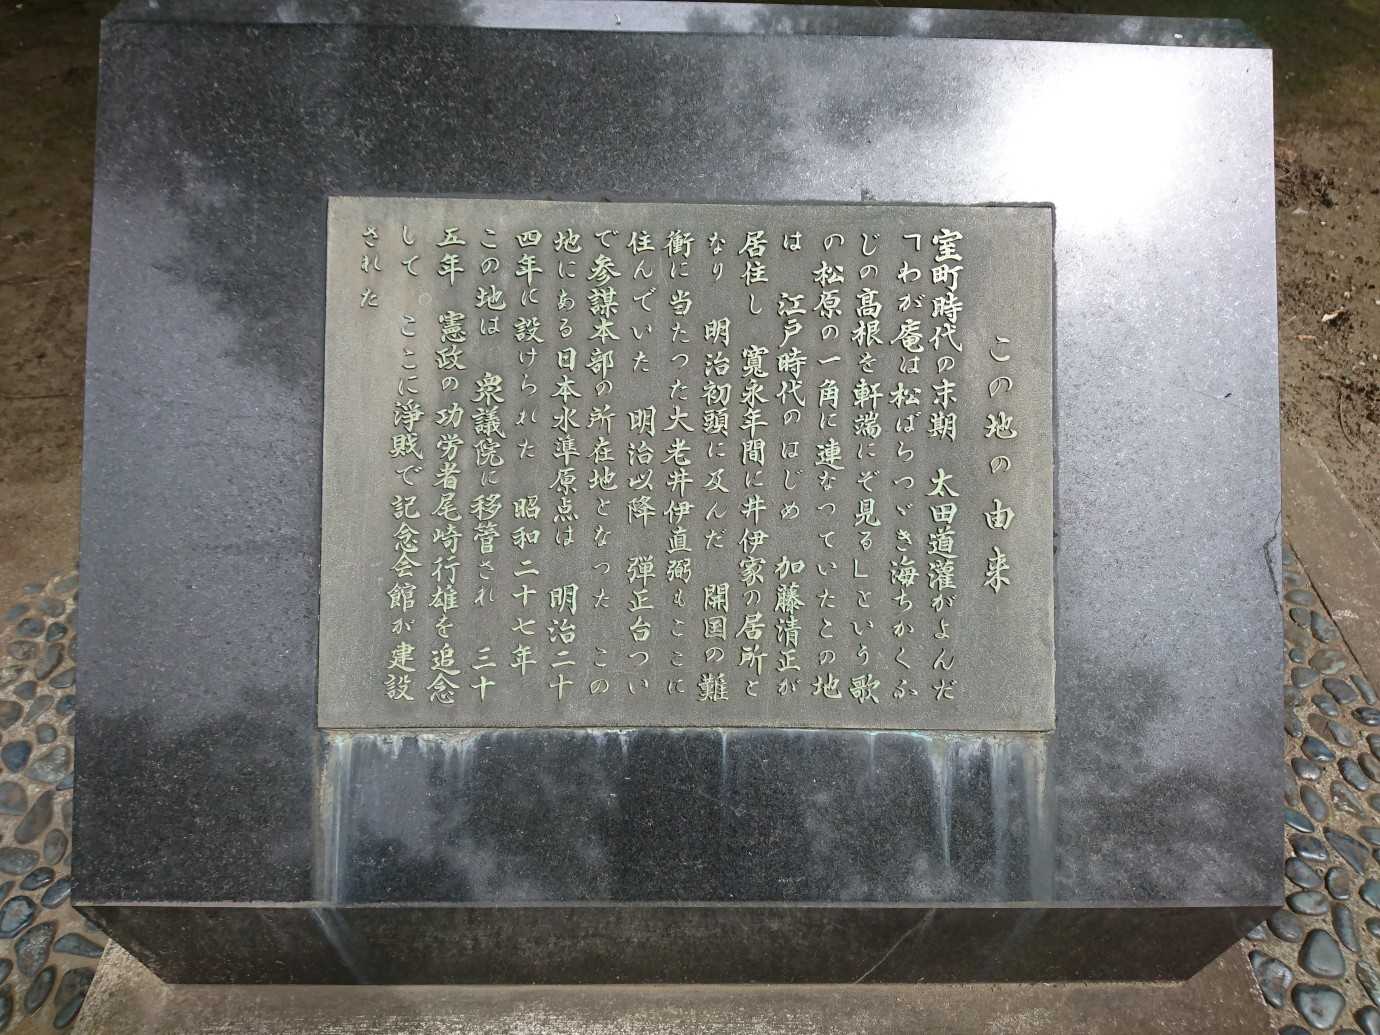 この地の由来
室町時代の末期　太田道灌がよんだ
「わが庵は松ばらつゞき海ちかくふ
じの高根を軒端にぞ見る」という歌
の松原の一角に連なっていたこの地
は　江戸時代のはじめ　加藤清正が
居住し　寛永年間に井伊家の居所と
なり　明治初頭に及んだ　開国の難
衝に当たつた大老井伊直弼もここに
住んでいた　明治以降　弾正台つい
で参謀本部の所在地となった　この
地にある日本水準原点は　明治二十
四年に設けられた　昭和二十七年
この地は　衆議院に移管され　三十
五年　憲政の功労者尾崎行雄を追念
して　ここに淨賎で記念会館が建設
された